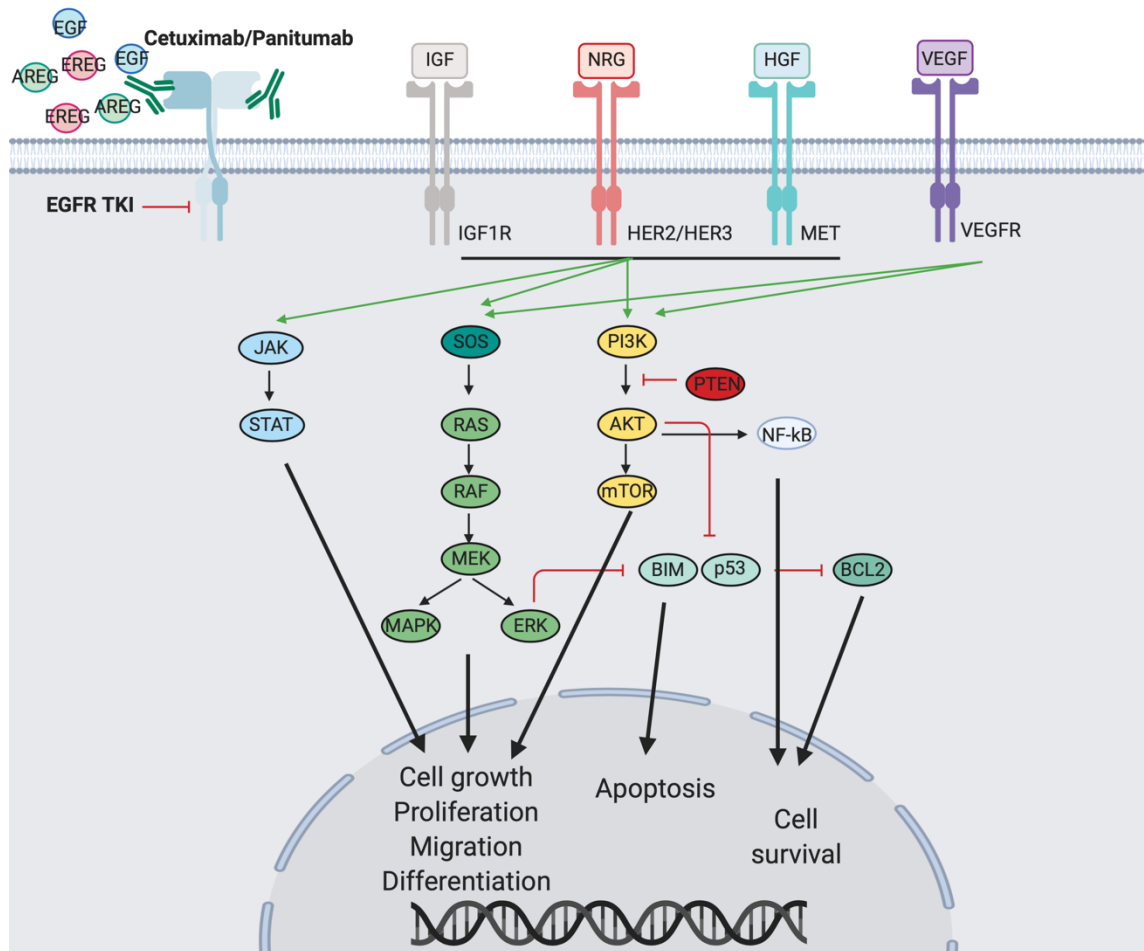 EGF
Cetuximab/Panitumab
EREG
EGF
AREG
AREG
EREG
IGF
NRG
HGF
VEGF
EGFR TKI
IGF1R
HER2/HER3
MET
VEGFR
JAK
SOS
PI3K
PTEN
STAT
RAS
AKT
NF-kB
RAF
mTOR
MEK
BIM
p53
BCL2
MAPK
ERK
Cell growth
Proliferation
Migration
Differentiation
Apoptosis
Cell
survival